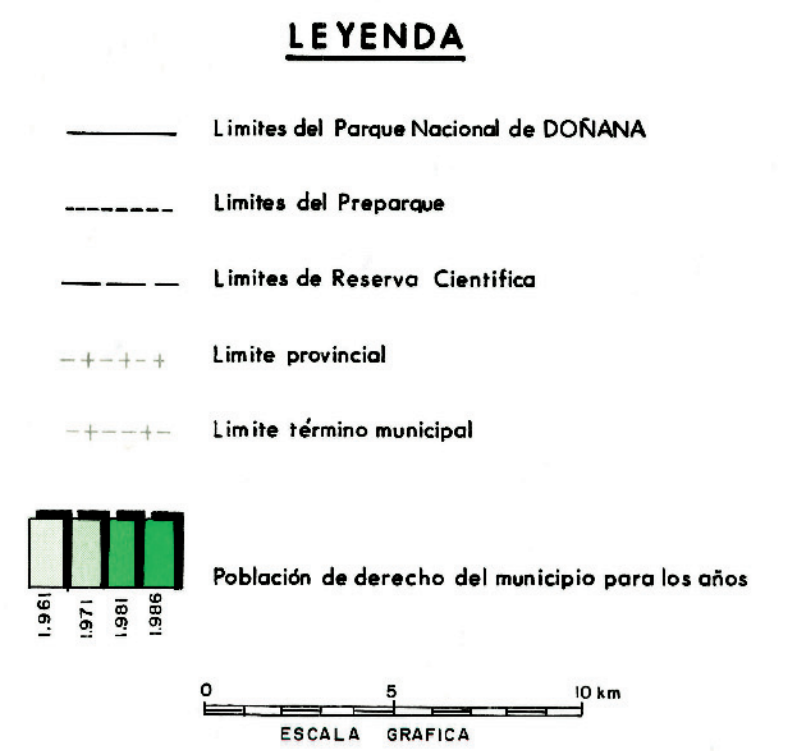 LEYENDA
Limites del Parque Nacional de DOÑANA
Limites del Preparque
Limites de Reserva Cientifica
Limite provincial
Limite término municipal
Población de derecho del municipio para los años
1.961 1.971 1.981 1.986
0 5 10 km
ESCALA GRAFICA